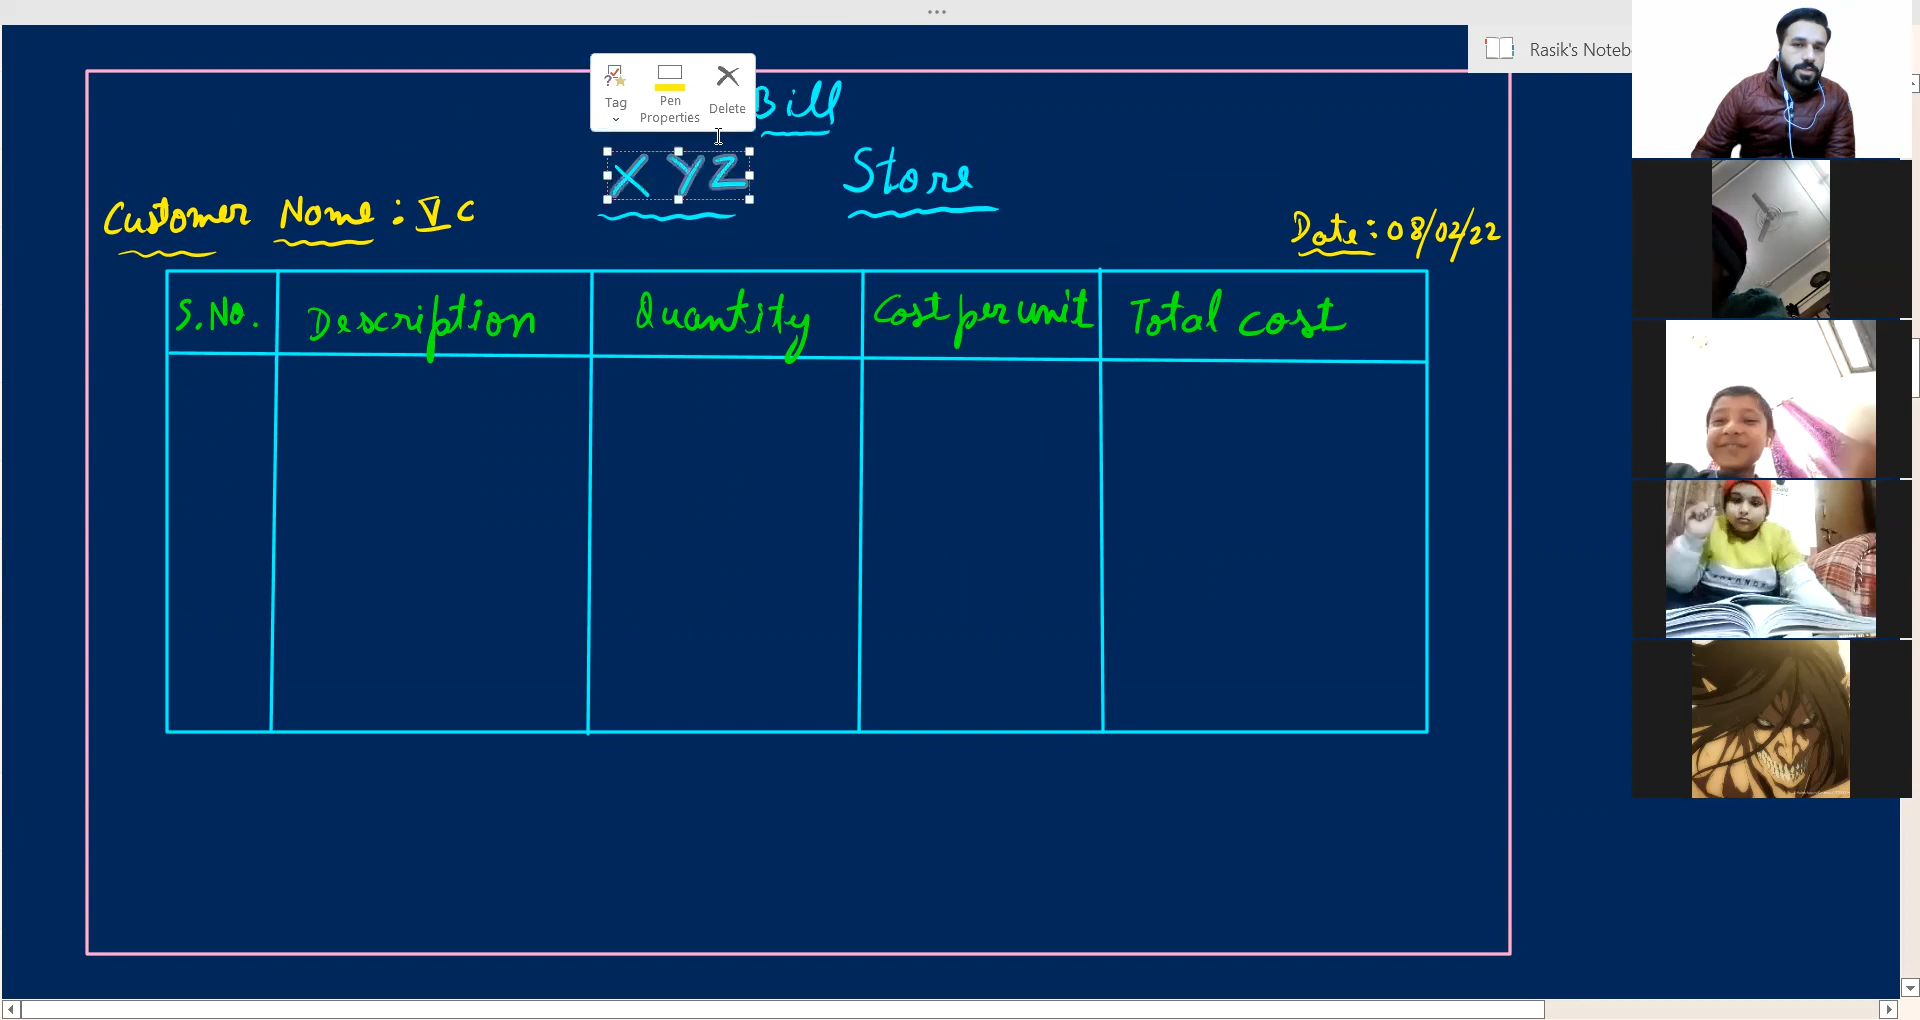 Rasik's Noteb
Tag
Pen Properties
Delete
Bill
XYZ Store
Customer Name : V C
Date : 08/02/22
S.No. Description Quantity Cost per unit Total cost